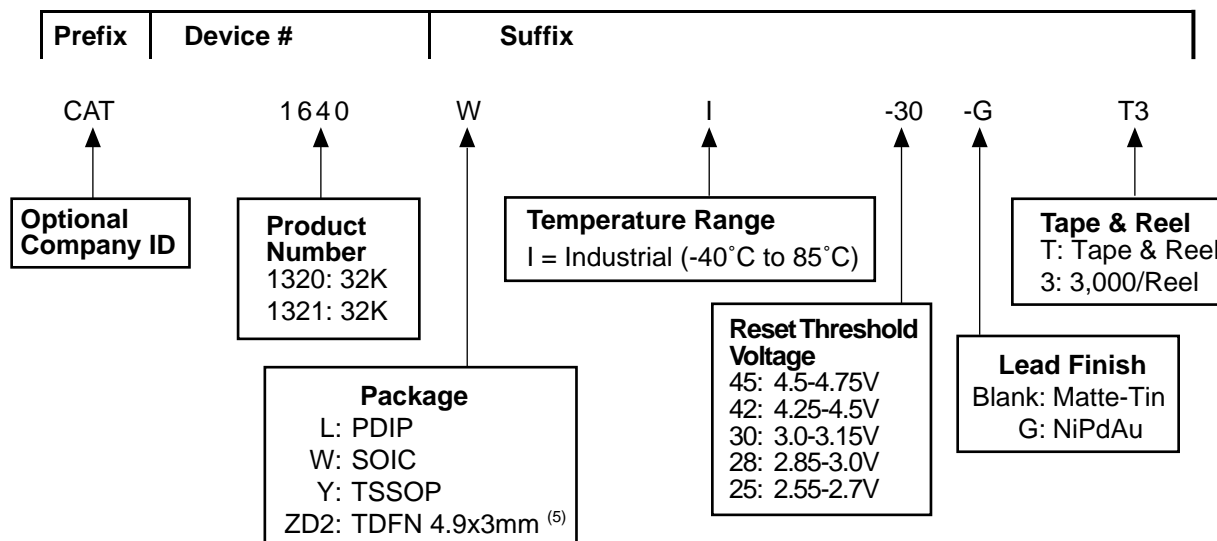 Prefix Device # Suffix
CAT 1640 W I -30 -G T3
Optional
Company ID
Product
Number
1320: 32K
1321: 32K
Temperature Range
I = Industrial (-40˚C to 85˚C)
Tape & Reel
T: Tape & Reel
3: 3,000/Reel
Package
L: PDIP
W: SOIC
Y: TSSOP
ZD2: TDFN 4.9x3mm (5)
Reset Threshold
Voltage
45: 4.5-4.75V
42: 4.25-4.5V
30: 3.0-3.15V
28: 2.85-3.0V
25: 2.55-2.7V
Lead Finish
Blank: Matte-Tin
G: NiPdAu